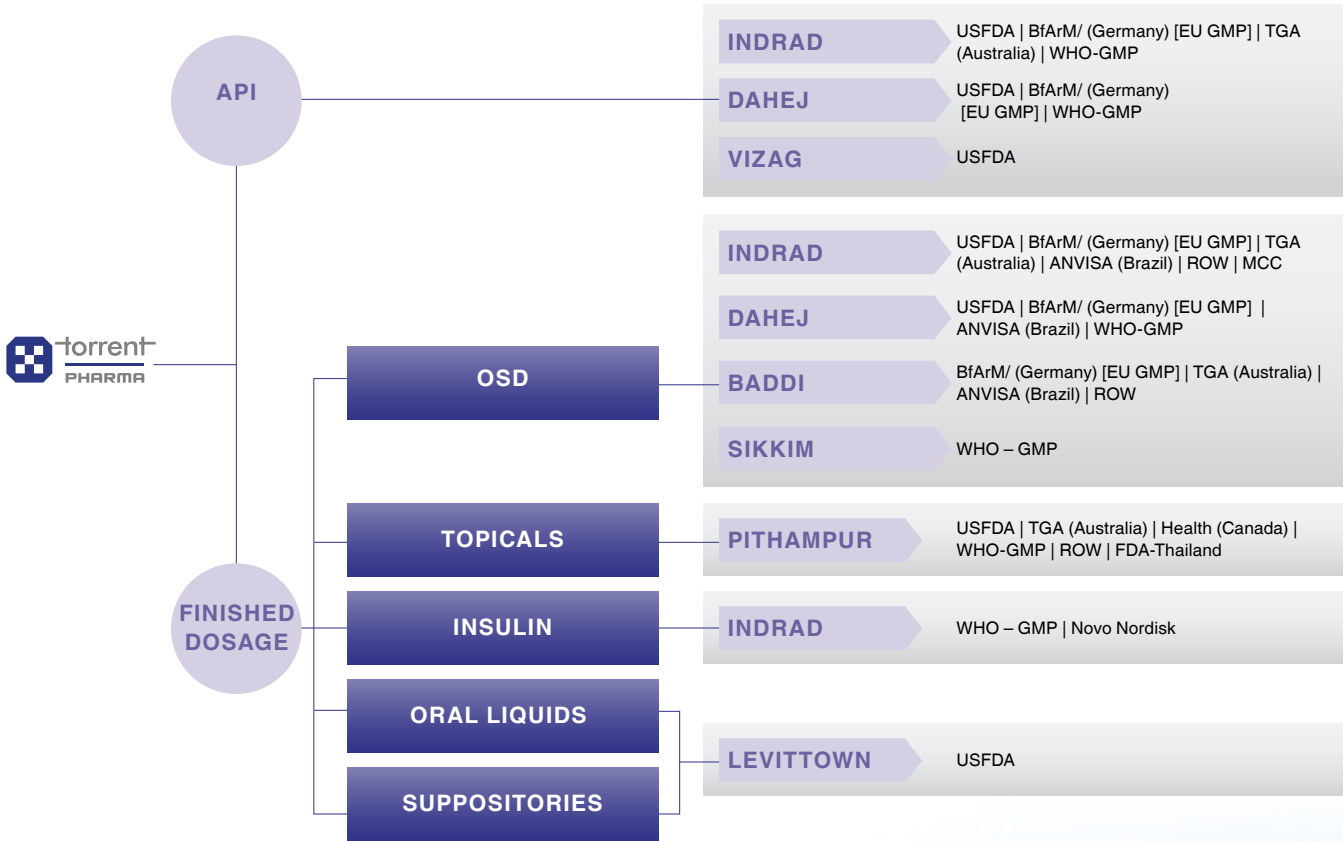 API
INDRAD
USFDA | BfArM/ (Germany) [EU GMP] | TGA
(Australia) | WHO-GMP
DAHEJ
USFDA | BfArM/ (Germany)
[EU GMP] | WHO-GMP
VIZAG
USFDA
torrent
PHARMA
FINISHED
DOSAGE
OSD
INDRAD
USFDA | BfArM/ (Germany) [EU GMP] | TGA
(Australia) | ANVISA (Brazil) | ROW | MCC
DAHEJ
USFDA | BfArM/ (Germany) [EU GMP] |
ANVISA (Brazil) | WHO-GMP
BADDI
BfArM/ (Germany) [EU GMP] | TGA (Australia) |
ANVISA (Brazil) | ROW
SIKKIM
WHO – GMP
TOPICALS
PITHAMPUR
USFDA | TGA (Australia) | Health (Canada) |
WHO-GMP | ROW | FDA-Thailand
INSULIN
INDRAD
WHO – GMP | Novo Nordisk
ORAL LIQUIDS
SUPPOSITORIES
LEVITTOWN
USFDA